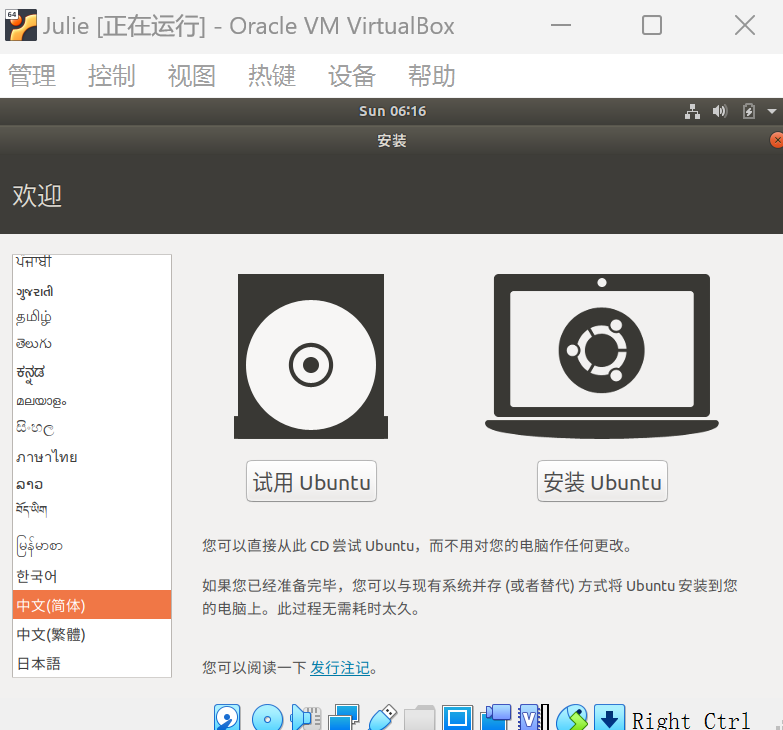 64
Julie [正在运行] - Oracle VM VirtualBox
管理 控制 视图 热键 设备 帮助
Sun 06:16
安装
欢迎
ਪੰਜਾਬੀ
ગુજરાતી
தமிழ்
తెలుగు
ಕನ್ನಡ
മലയാളം
සිංහල
ภาษาไทย
ລາວ
བོད་ཡིག
မြန်မာစာ
한국어
中文(简体)
中文(繁體)
日本語
试用 Ubuntu
安装 Ubuntu
您可以直接从此 CD 尝试 Ubuntu，而不用对您的电脑作任何更改。
如果您已经准备完毕，您可以与现有系统并存 (或者替代) 方式将 Ubuntu 安装到您
的电脑上。此过程无需耗时太久。
您可以阅读一下 发行注记。
Right Ctrl